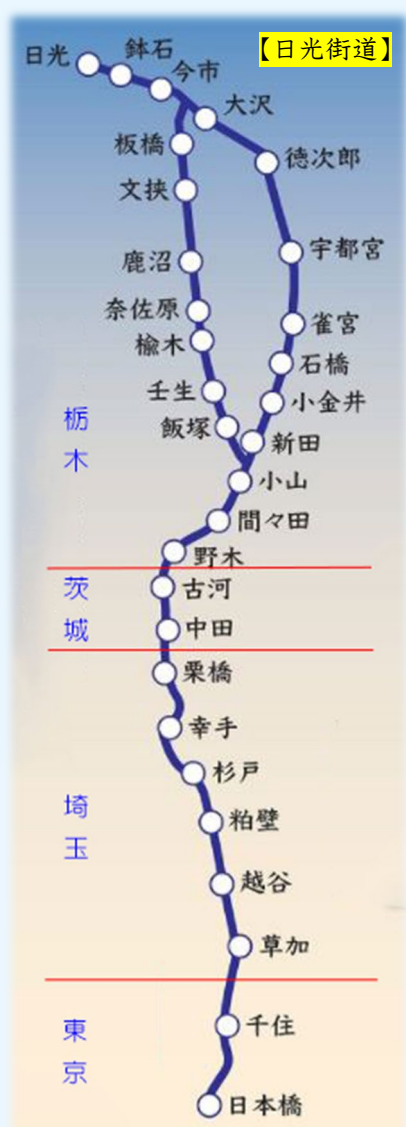 【日光街道】
日光
鉢石
今市
大沢
板橋
徳次郎
文挟
宇都宮
鹿沼
奈佐原
雀宮
楡木
石橋
壬生
小金井
飯塚
新田
小山
間々田
野木
栃木
古河
中田
茨城
栗橋
幸手
杉戸
粕壁
越谷
草加
埼玉
千住
日本橋
東京